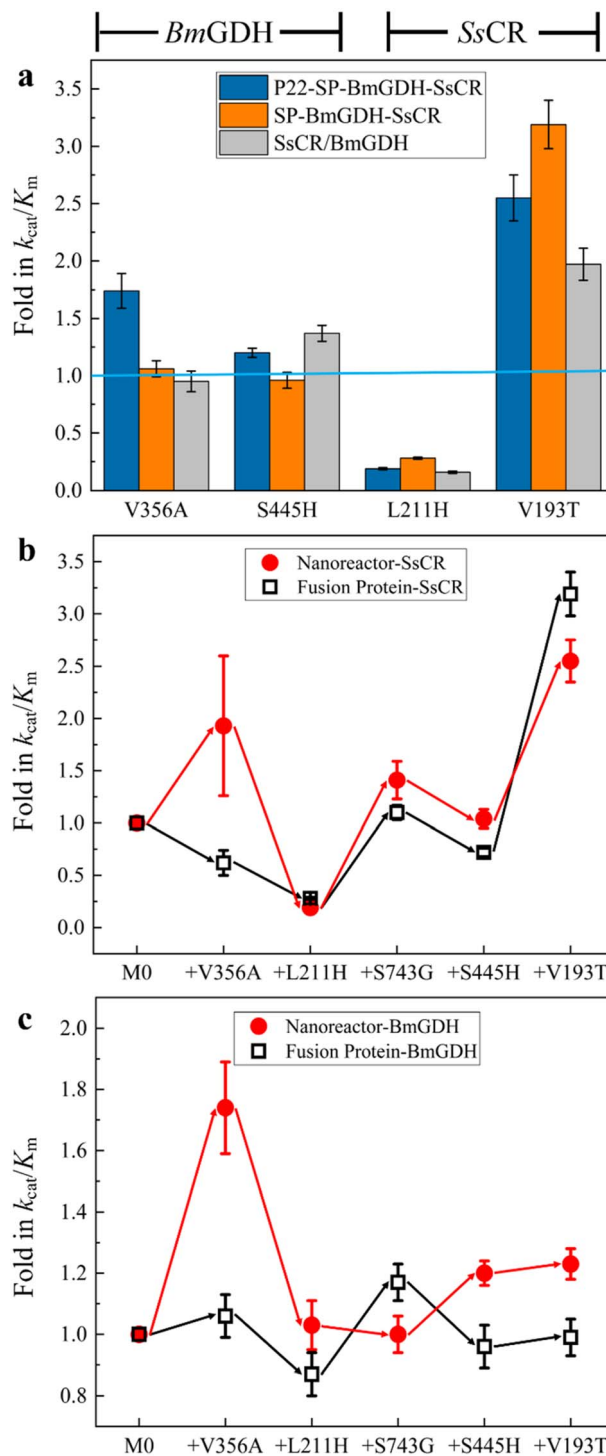 BmGDH SsCR
a
P22-SP-BmGDH-SsCR
SP-BmGDH-SsCR
SsCR/BmGDH
Fold in kcat/Km
3.5
3.0
2.5
2.0
1.5
1.0
0.5
0.0
V356A S445H L211H V193T
b
Nanoreactor-SsCR
Fusion Protein-SsCR
Fold in kcat/Km
3.5
3.0
2.5
2.0
1.5
1.0
0.5
0.0
M0 +V356A +L211H +S743G +S445H +V193T
c
Nanoreactor-BmGDH
Fusion Protein-BmGDH
Fold in kcat/Km
2.0
1.8
1.6
1.4
1.2
1.0
0.8
M0 +V356A +L211H +S743G +S445H +V193T